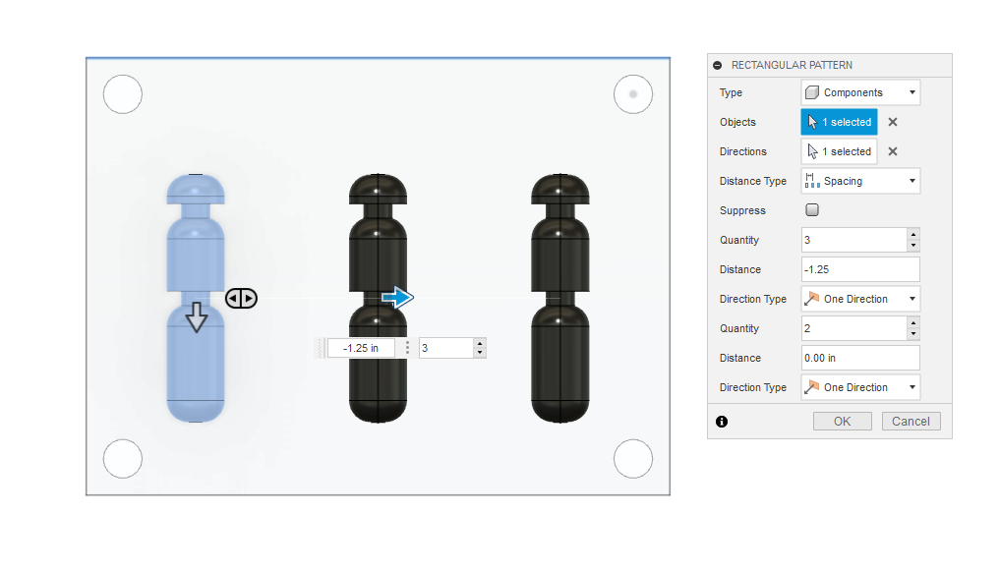 RECTANGULAR PATTERN
Type Components
Objects 1 selected
Directions 1 selected
Distance Type Spacing
Suppress
Quantity 3
Distance -1.25
Direction Type One Direction
Quantity 2
Distance 0.00 in
Direction Type One Direction
OK Cancel
-1.25 in 3